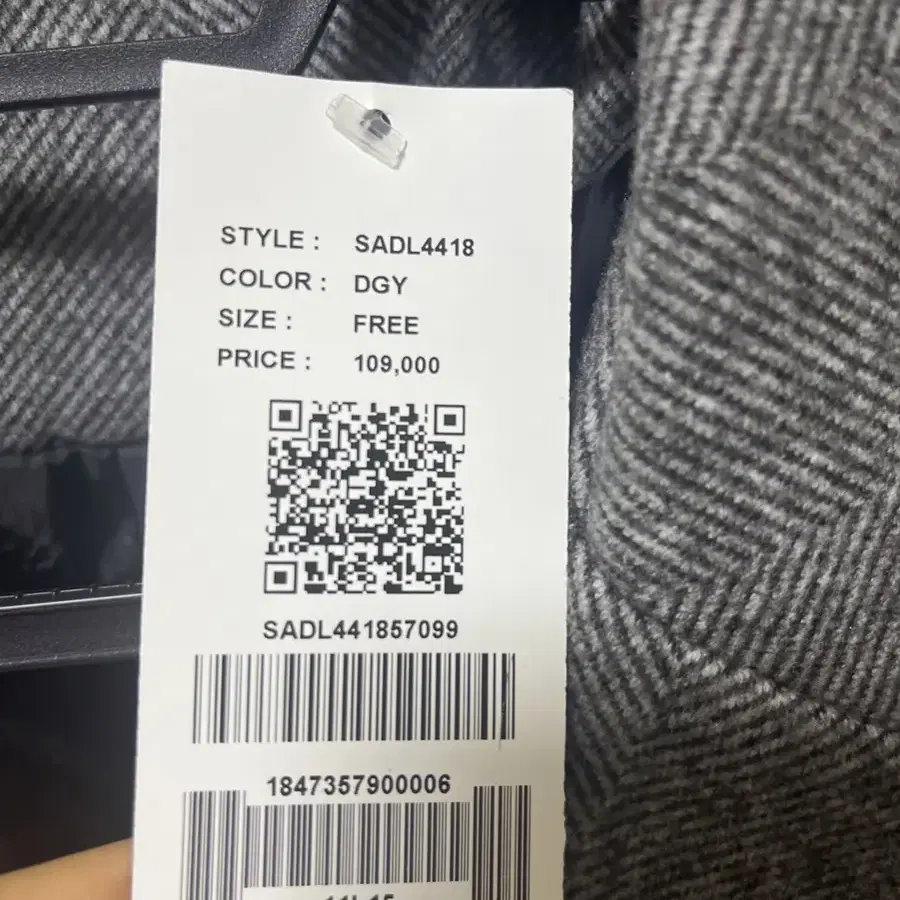 STYLE : SADL4418
COLOR : DGY
SIZE : FREE
PRICE : 109,000
SADL441857099
1847357900006